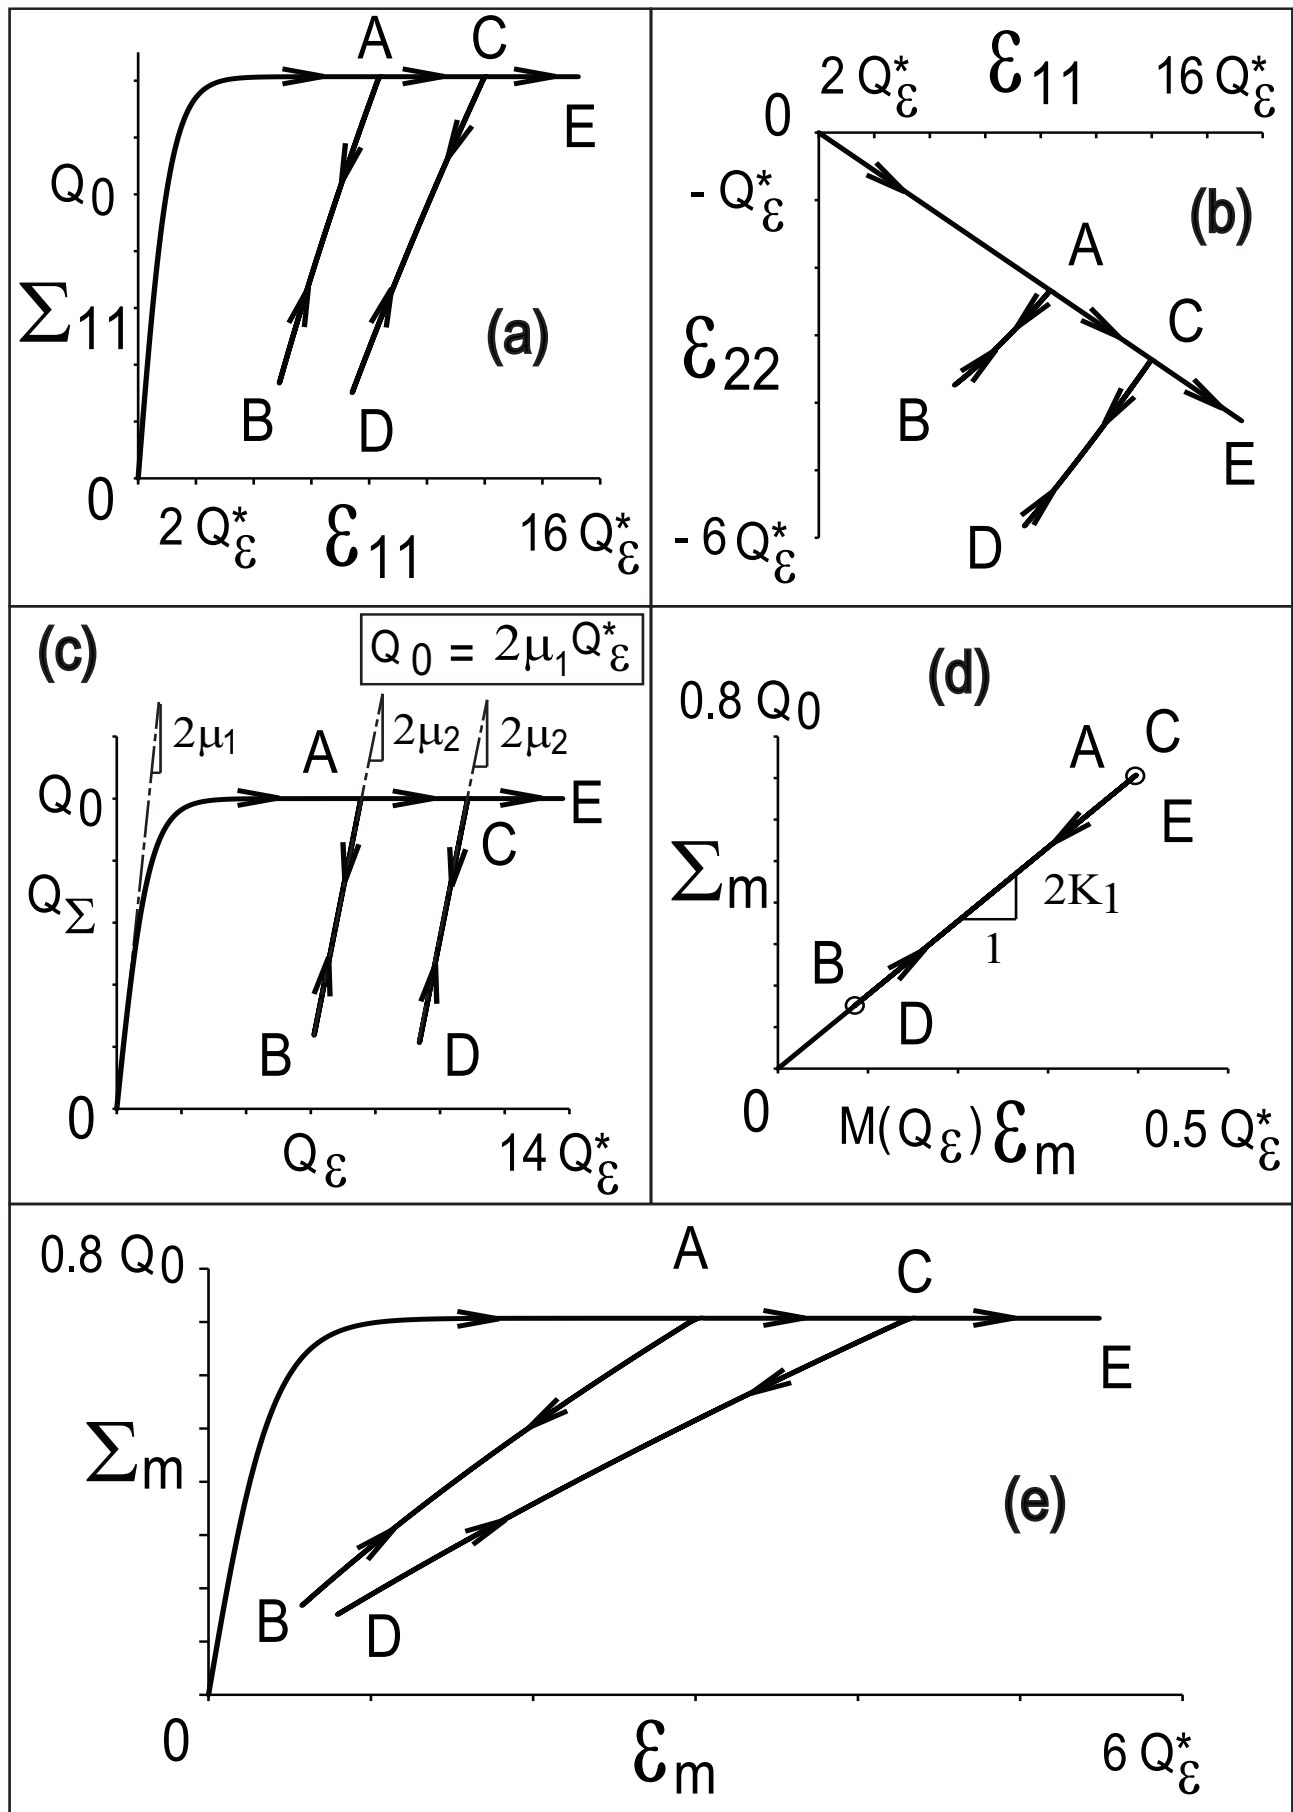 A C
E
Q0
Σ11
(a)
B D
0
2 Q*ε ε11 16 Q*ε
2 Q*ε ε11 16 Q*ε
0
- Q*ε
(b)
A
C
ε22
B
E
D
- 6 Q*ε
(c)
Q0 = 2μ1Q*ε
2μ1 2μ2 2μ2
A
Q0
E
C
QΣ
B D
0
Qε 14 Q*ε
(d)
0.8 Q0
A C
E
Σm
2K1
1
B
D
0
M(Qε) εm 0.5 Q*ε
0.8 Q0
A C
E
Σm
(e)
B D
0
εm 6 Q*ε